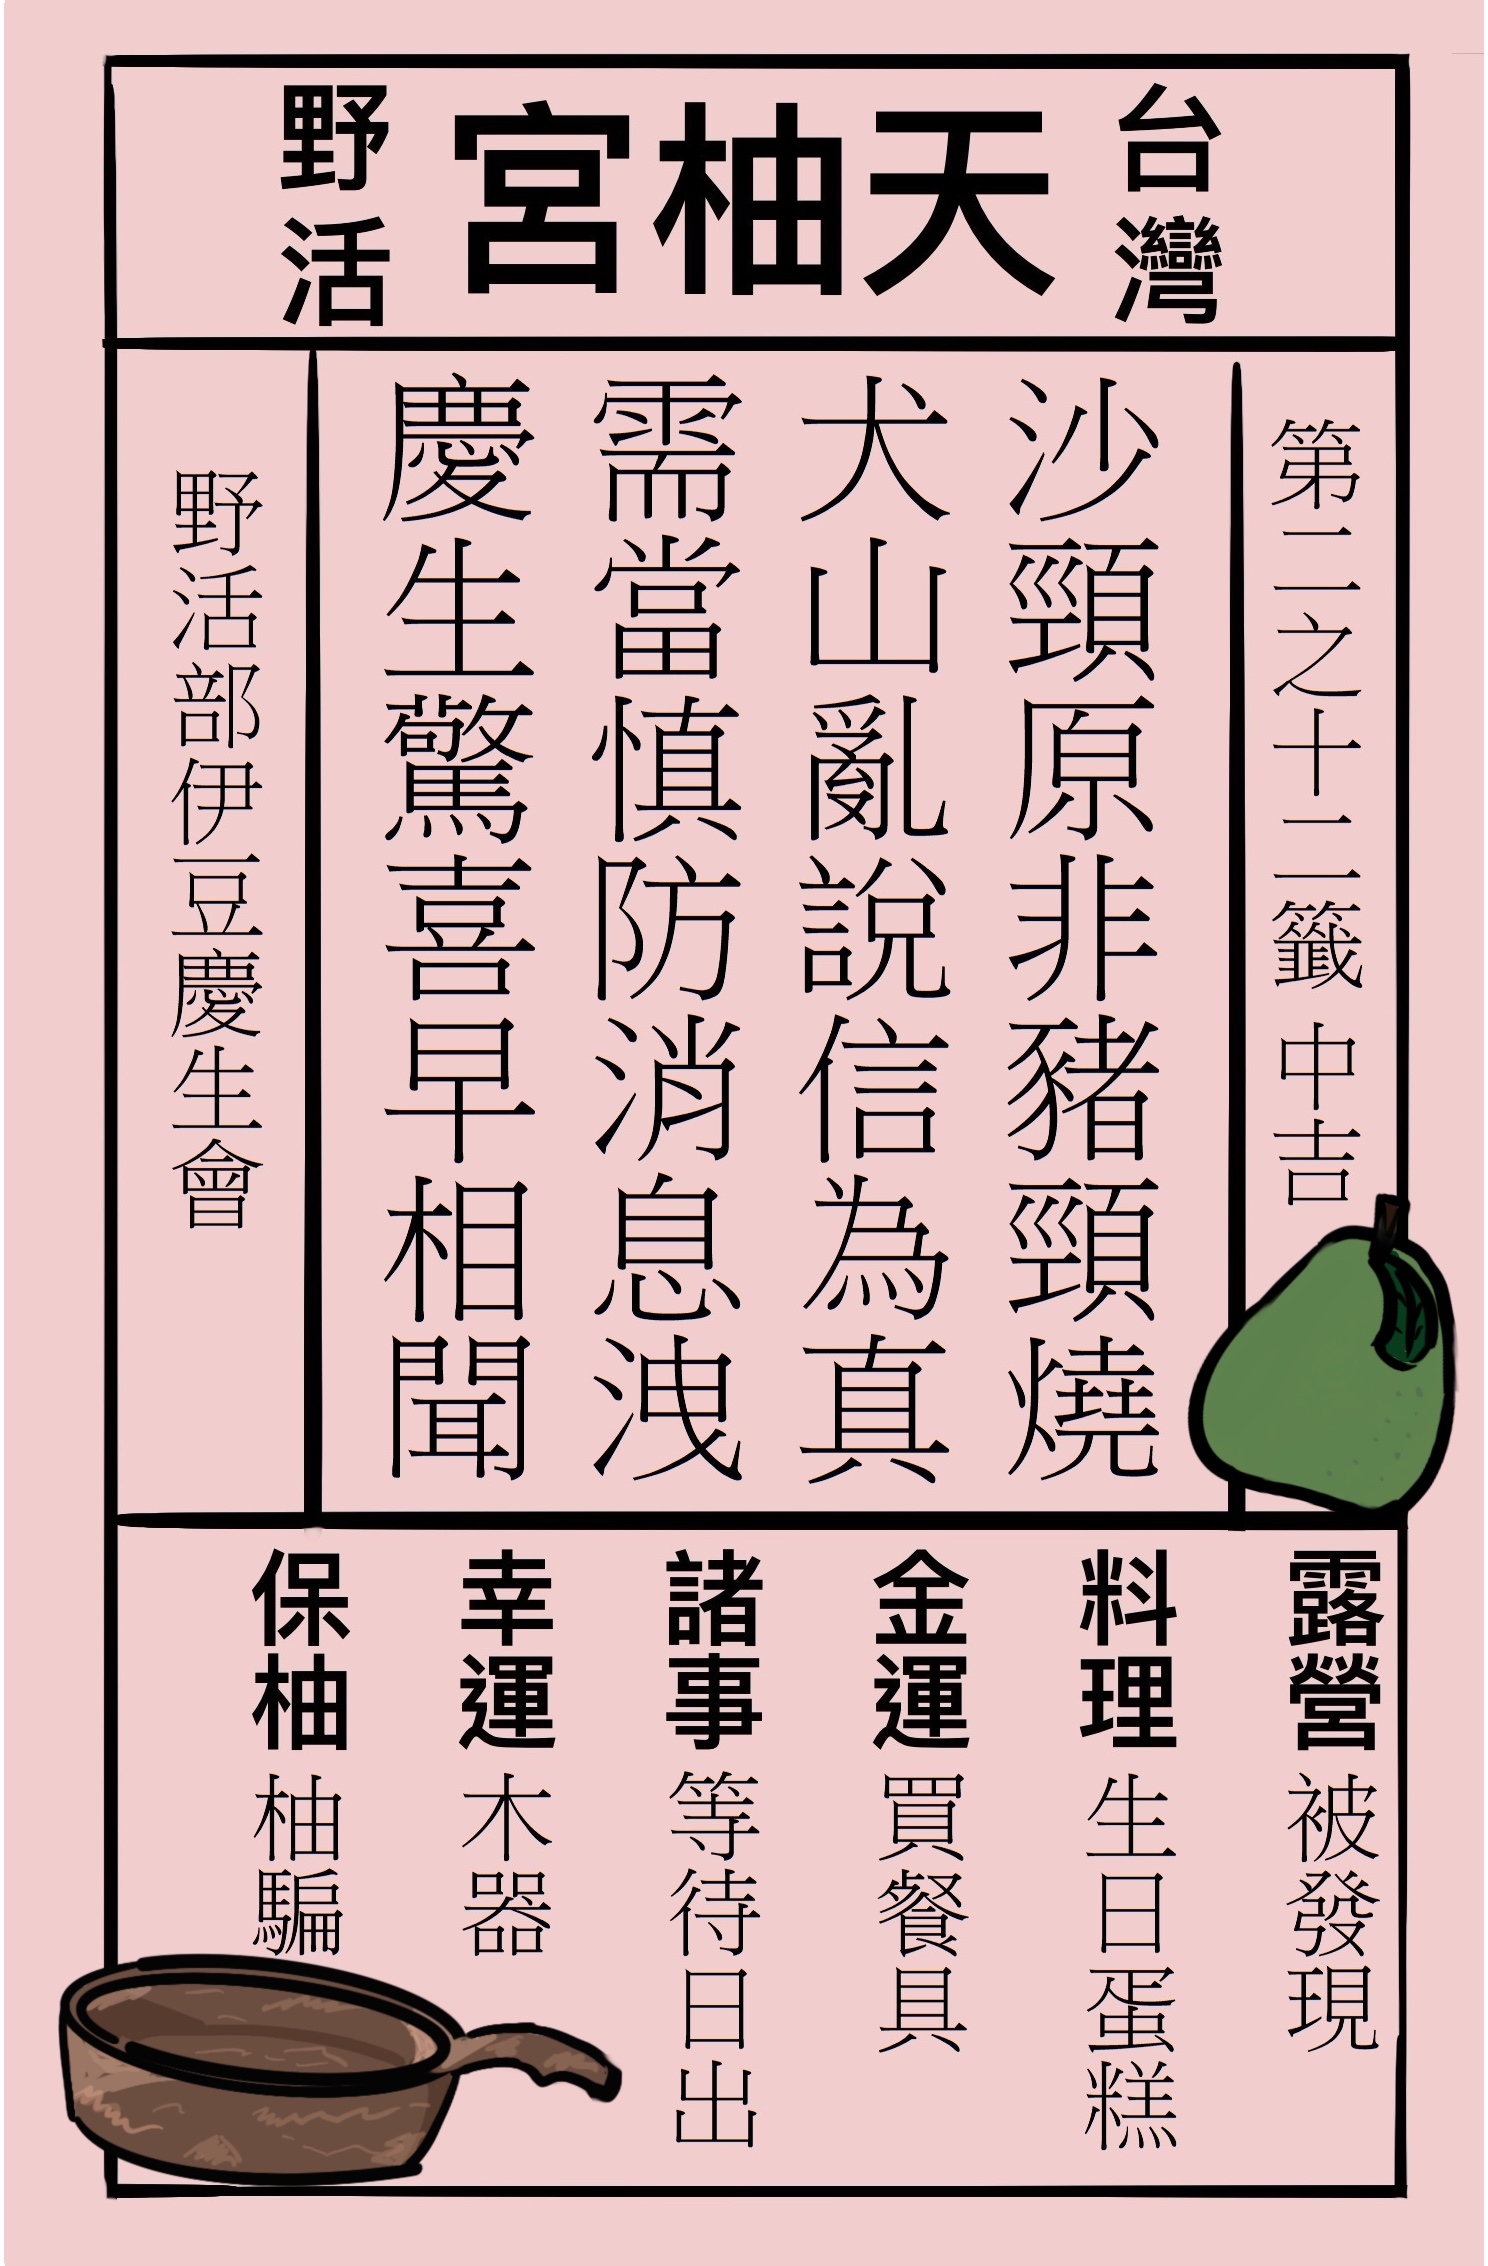 台灣
天柚宮
野活
第二之十二籤 中吉
沙頸原非豬頸燒
犬山亂說信為真
需當慎防消息洩
慶生驚喜早相聞
野活部伊豆慶生會
露營 被發現
料理 生日蛋糕
金運 買餐具
諸事 等待日出
幸運 木器
保柚 柚騙